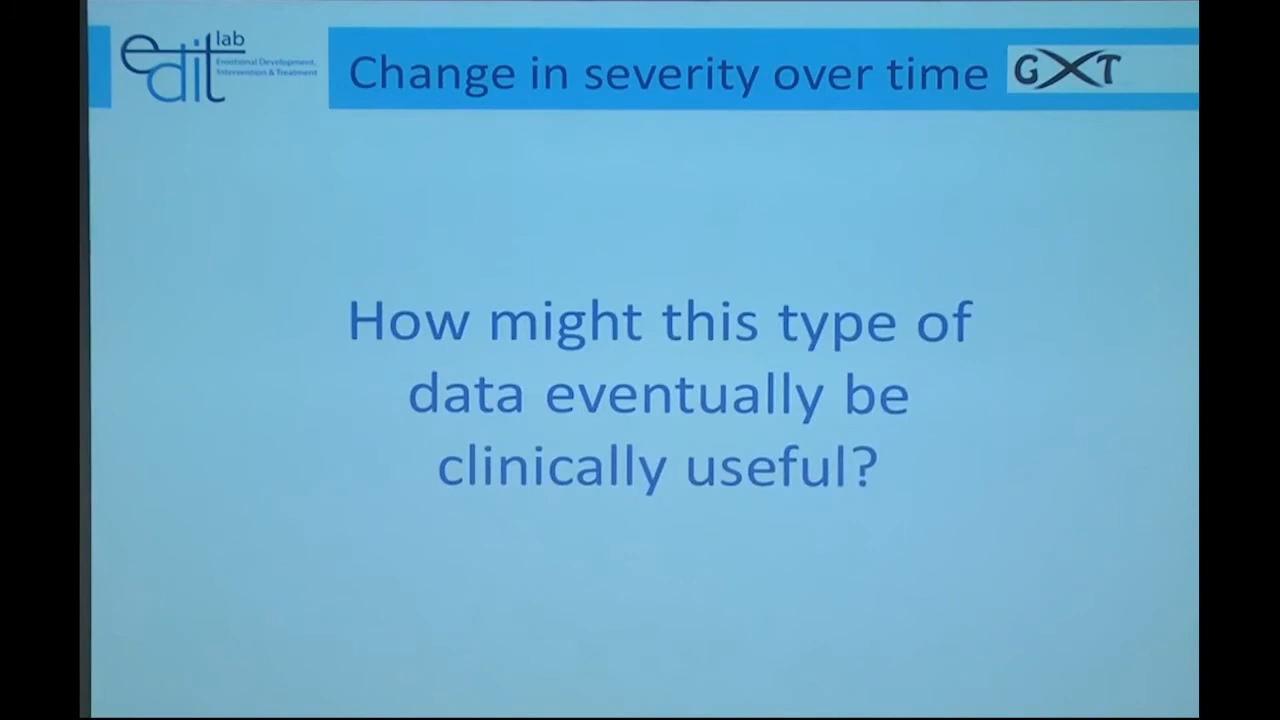 edit lab
Emotional Development,
Intervention & Treatment
Change in severity over time
GXT
How might this type of
data eventually be
clinically useful?